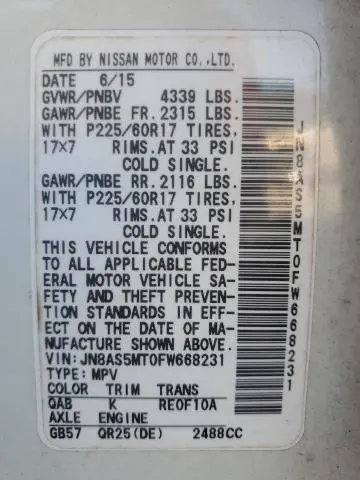 MFD BY NISSAN MOTOR CO.,LTD.
DATE 6/15
GVWR/PNBV 4339 LBS.
GAWR/PNBE FR. 2315 LBS.
WITH P225/60R17 TIRES,
17×7 RIMS. AT 33 PSI
COLD SINGLE.
GAWR/PNBE RR. 2116 LBS.
WITH P225/60R17 TIRES,
17×7 RIMS. AT 33 PSI
COLD SINGLE.
THIS VEHICLE CONFORMS
TO ALL APPLICABLE FED-
ERAL MOTOR VEHICLE SA-
FETY AND THEFT PREVEN-
TION STANDARDS IN EFF-
ECT ON THE DATE OF MA-
NUFACTURE SHOWN ABOVE.
VIN: JN8AS5MT0FW668231
TYPE: MPV
COLOR TRIM TRANS
QAB K RE0F10A
AXLE ENGINE
GB57 QR25(DE) 2488CC
JN8AS5MT0FW668231